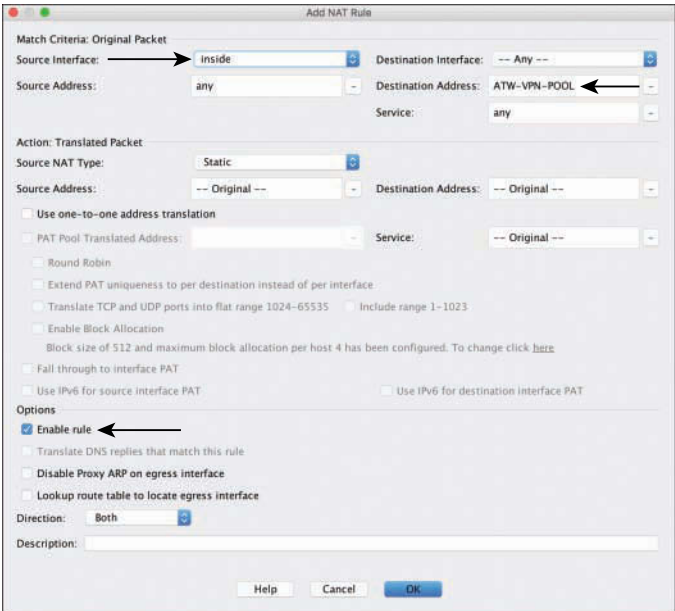 Add NAT Rule
Match Criteria: Original Packet
Source Interface: inside Destination Interface: -- Any --
Source Address: any - Destination Address: ATW-VPN-POOL -
Service: any -
Action: Translated Packet
Source NAT Type: Static
Source Address: -- Original -- - Destination Address: -- Original -- -
Use one-to-one address translation
PAT Pool Translated Address: - Service: -- Original -- -
Round Robin
Extend PAT uniqueness to per destination instead of per interface
Translate TCP and UDP ports into flat range 1024-65535 Include range 1-1023
Enable Block Allocation
Block size of 512 and maximum block allocation per host 4 has been configured. To change click here
Fall through to interface PAT
Use IPv6 for source interface PAT Use IPv6 for destination interface PAT
Options
Enable rule
Translate DNS replies that match this rule
Disable Proxy ARP on egress interface
Lookup route table to locate egress interface
Direction: Both
Description:
Help Cancel OK